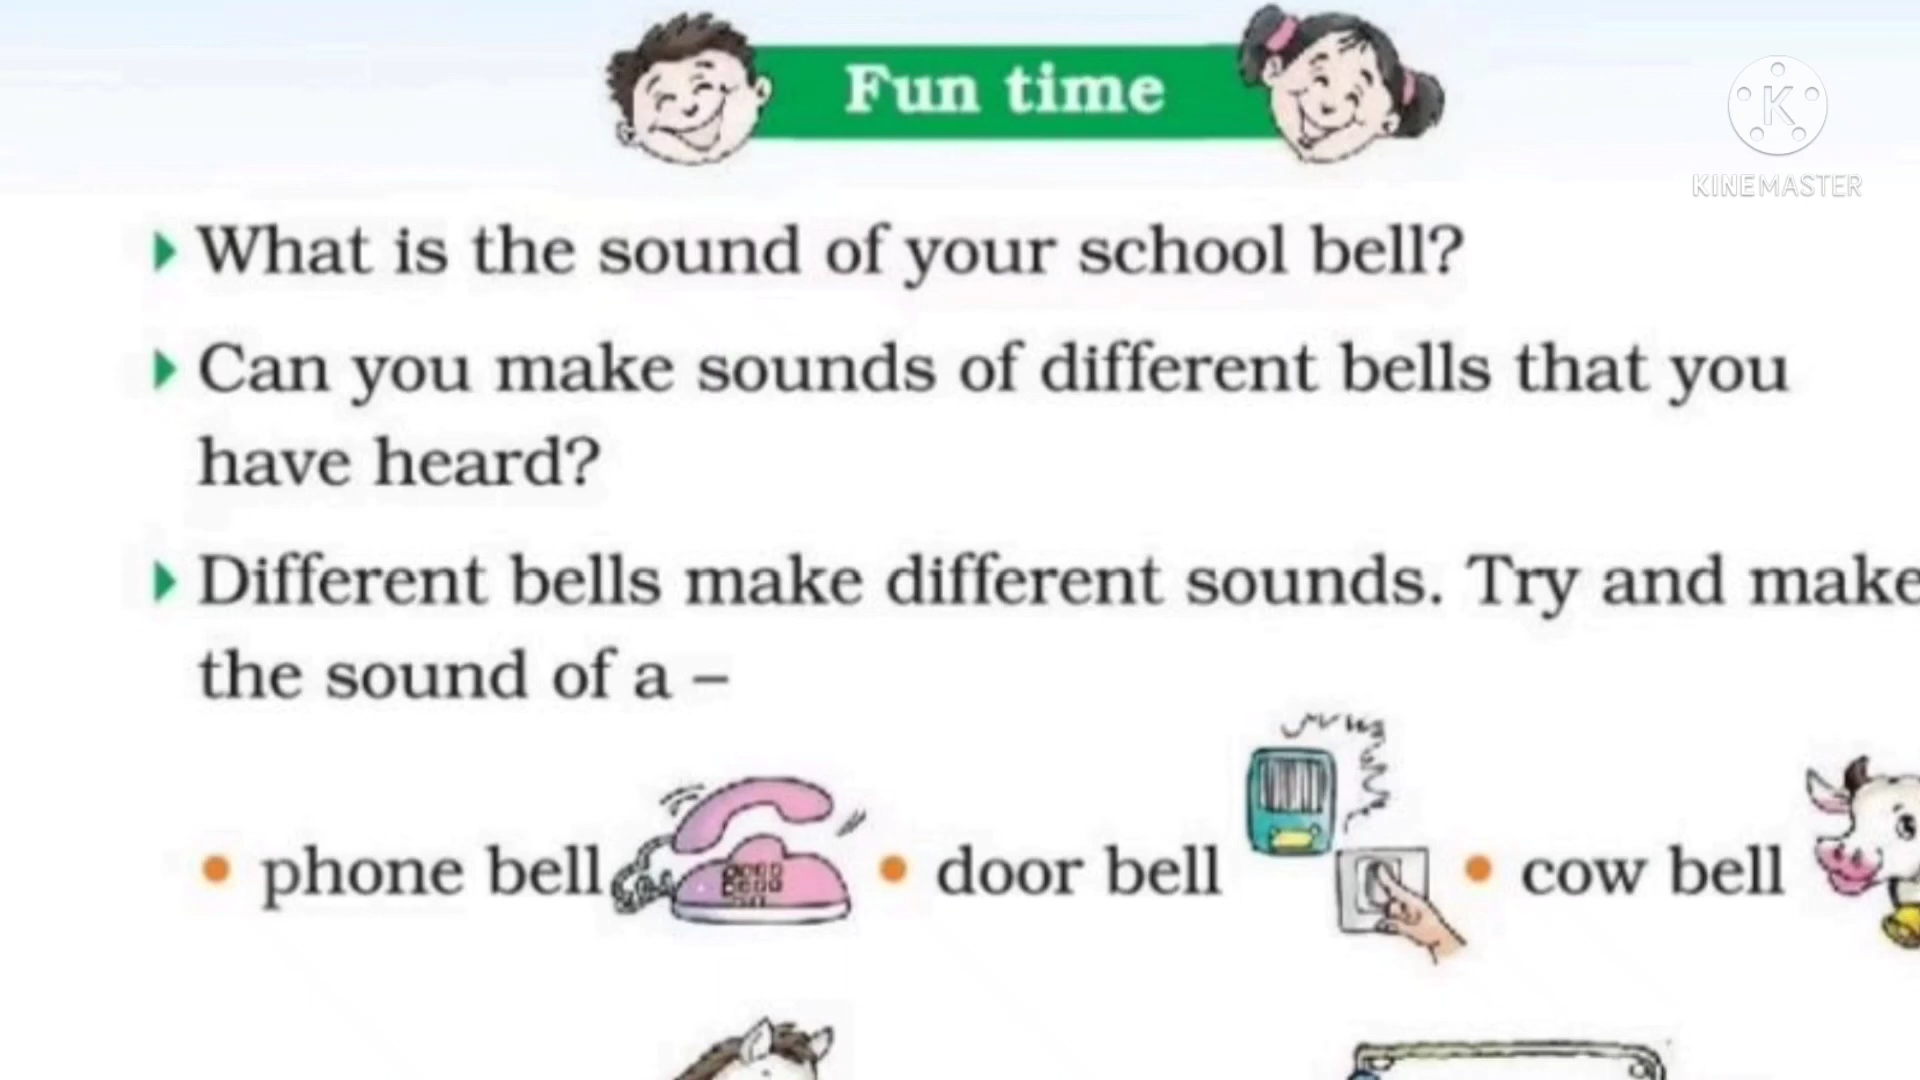 Fun time
K
KINEMASTER
What is the sound of your school bell?
Can you make sounds of different bells that you
have heard?
Different bells make different sounds. Try and make
the sound of a –
• phone bell • door bell • cow bell